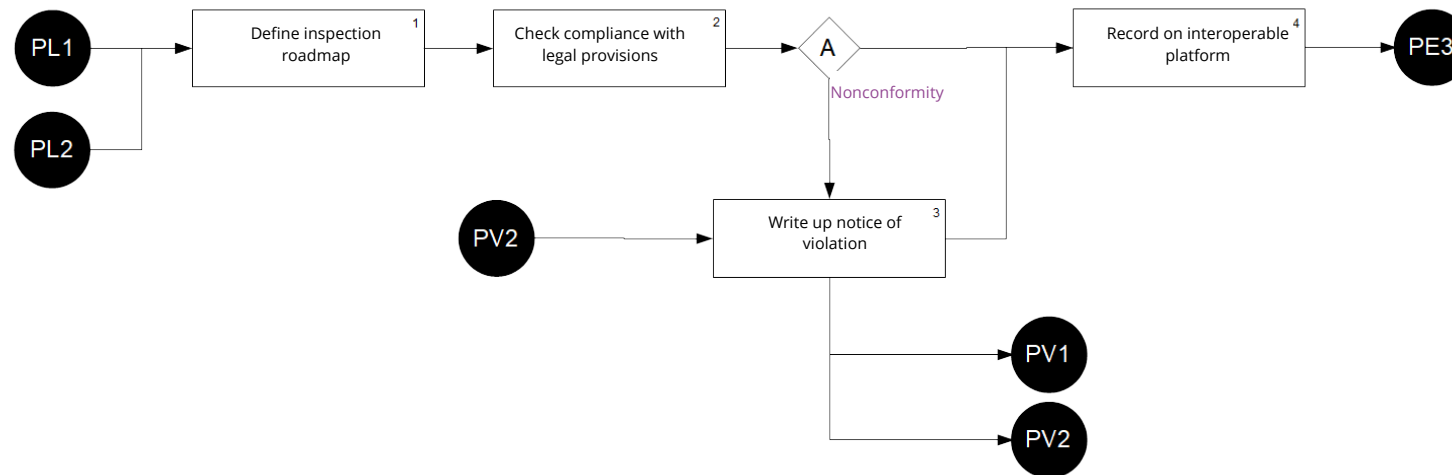 PL1
Define inspection
roadmap
1
Check compliance with
legal provisions
2
A
Record on interoperable
platform
4
PE3
Nonconformity
PL2
PV2
Write up notice of
violation
3
PV1
PV2